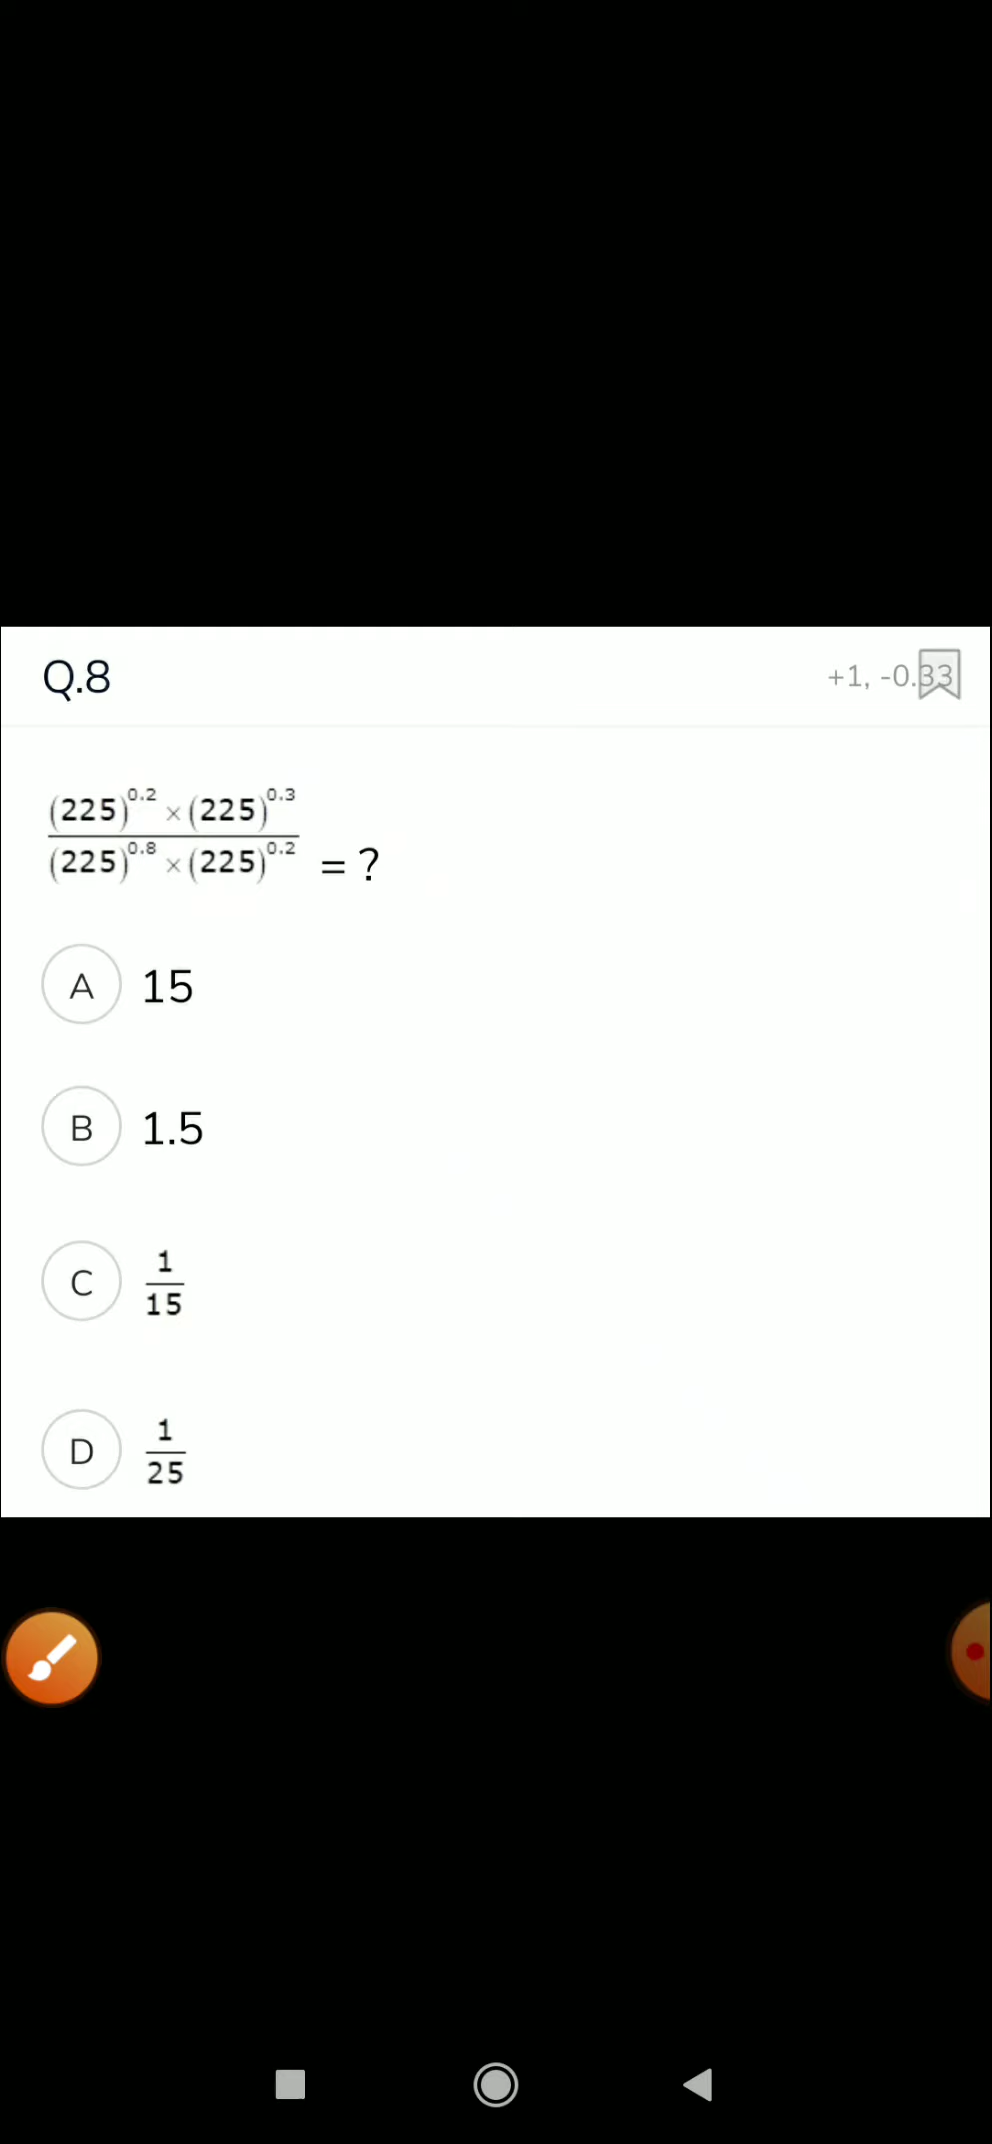 Q.8 +1, -0.33
(225)^0.2 × (225)^0.3
(225)^0.8 × (225)^0.2 = ?
A 15
B 1.5
C 1/15
D 1/25